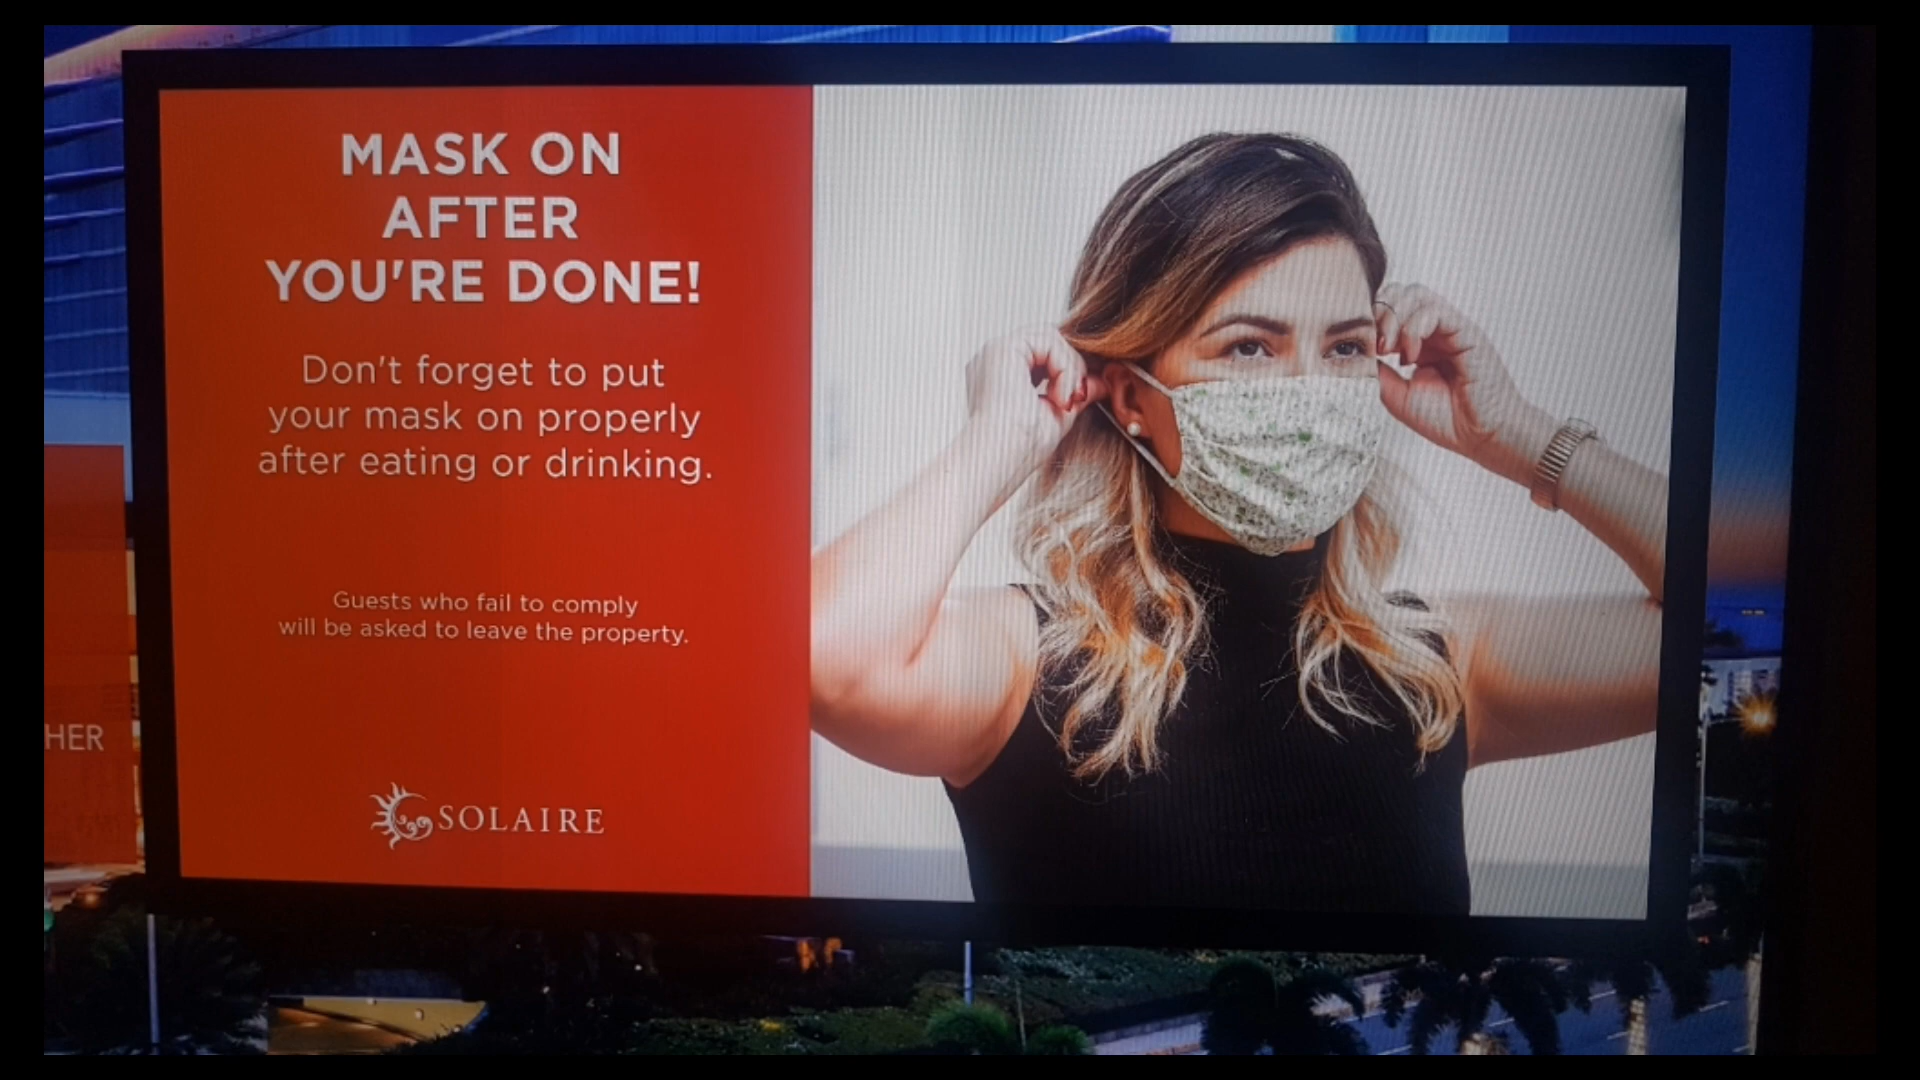 MASK ON
AFTER
YOU'RE DONE!
Don't forget to put
your mask on properly
after eating or drinking.
Guests who fail to comply
will be asked to leave the property.
SOLAIRE
HER